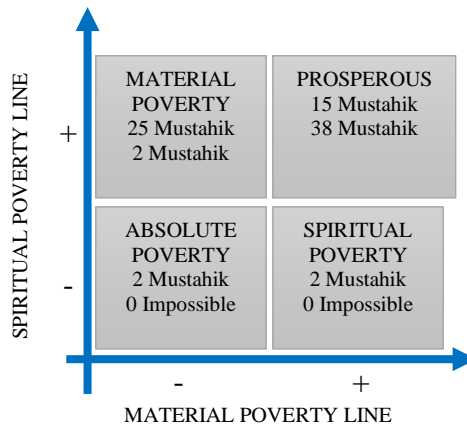 SPIRITUAL POVERTY LINE
+
-
MATERIAL
POVERTY
25 Mustahik
2 Mustahik
PROSPEROUS
15 Mustahik
38 Mustahik
ABSOLUTE
POVERTY
2 Mustahik
0 Impossible
SPIRITUAL
POVERTY
2 Mustahik
0 Impossible
-
+
MATERIAL POVERTY LINE